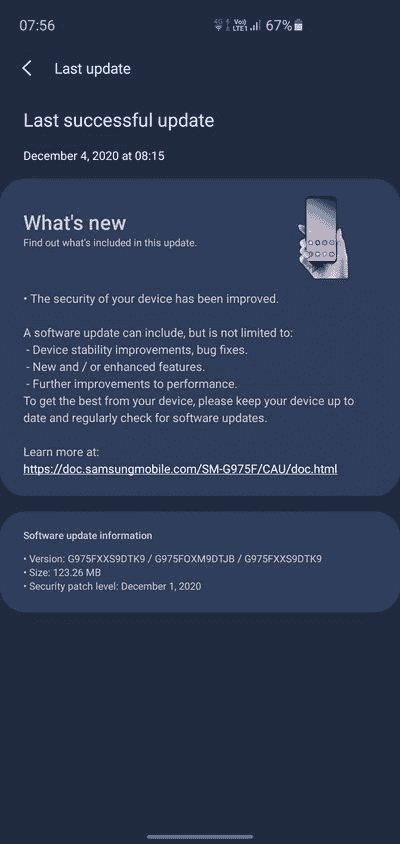 07:56 4G Vo) LTE1 67%
Last update
Last successful update
December 4, 2020 at 08:15
What's new
Find out what's included in this update.
• The security of your device has been improved.
A software update can include, but is not limited to:
- Device stability improvements, bug fixes.
- New and / or enhanced features.
- Further improvements to performance.
To get the best from your device, please keep your device up to
date and regularly check for software updates.
Learn more at:
https://doc.samsungmobile.com/SM-G975F/CAU/doc.html
Software update information
• Version: G975FXXS9DTK9 / G975FOXM9DTJB / G975FXXS9DTK9
• Size: 123.26 MB
• Security patch level: December 1, 2020